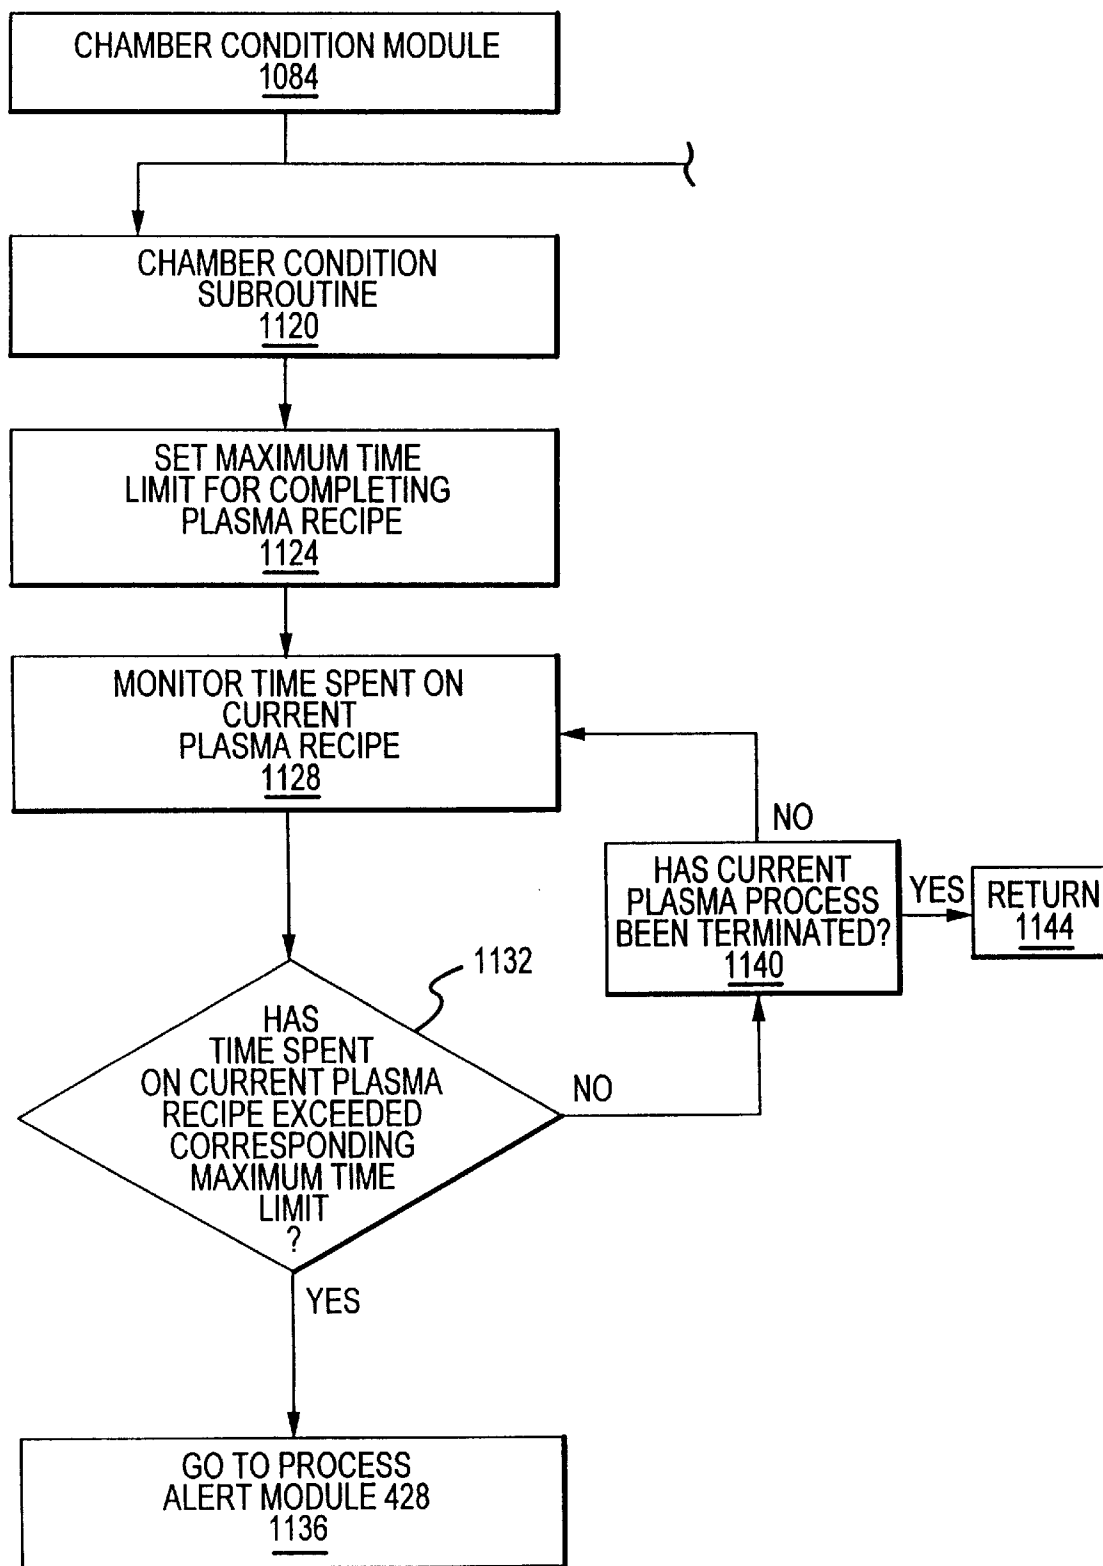 CHAMBER CONDITION MODULE
1084
CHAMBER CONDITION
SUBROUTINE
1120
SET MAXIMUM TIME
LIMIT FOR COMPLETING
PLASMA RECIPE
1124
MONITOR TIME SPENT ON
CURRENT
PLASMA RECIPE
1128
NO
HAS CURRENT
PLASMA PROCESS
BEEN TERMINATED?
1140
YES
RETURN
1144
1132
HAS
TIME SPENT
ON CURRENT PLASMA
RECIPE EXCEEDED
CORRESPONDING
MAXIMUM TIME
LIMIT
?
NO
YES
GO TO PROCESS
ALERT MODULE 428
1136